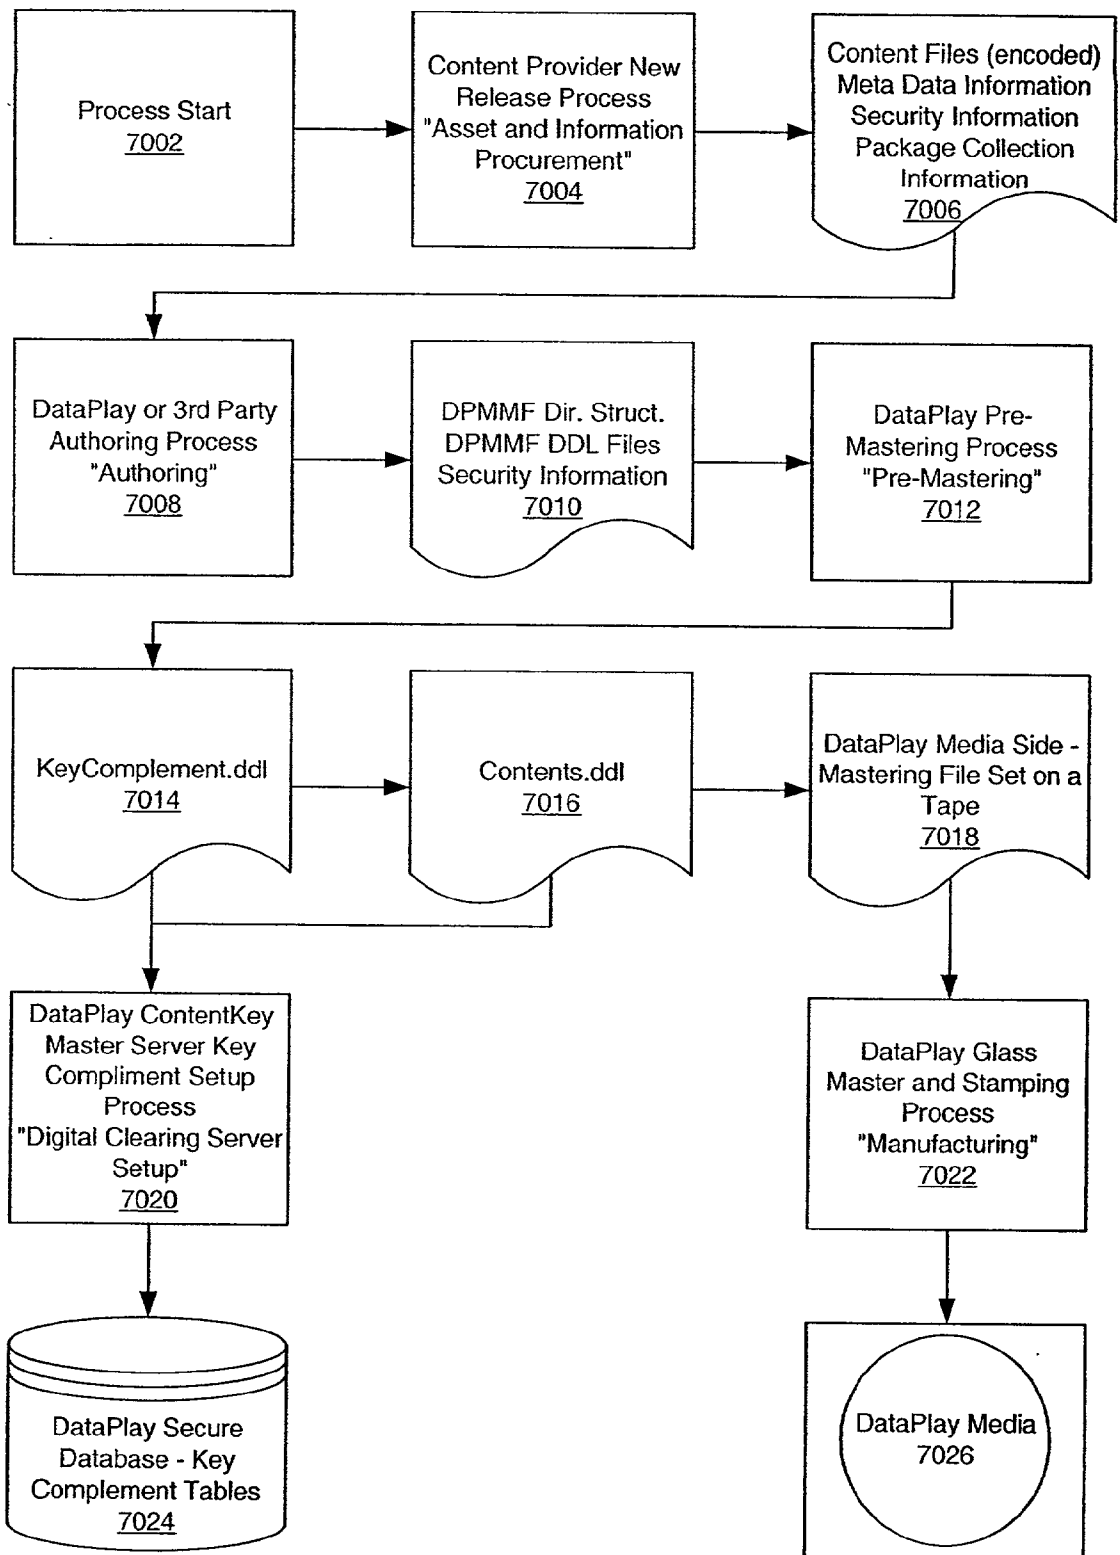 Process Start
7002
Content Provider New
Release Process
"Asset and Information
Procurement"
7004
Content Files (encoded)
Meta Data Information
Security Information
Package Collection
Information
7006
DataPlay or 3rd Party
Authoring Process
"Authoring"
7008
DPMMF Dir. Struct.
DPMMF DDL Files
Security Information
7010
DataPlay Pre-
Mastering Process
"Pre-Mastering"
7012
KeyComplement.ddl
7014
Contents.ddl
7016
DataPlay Media Side -
Mastering File Set on a
Tape
7018
DataPlay ContentKey
Master Server Key
Compliment Setup
Process
"Digital Clearing Server
Setup"
7020
DataPlay Glass
Master and Stamping
Process
"Manufacturing"
7022
DataPlay Secure
Database - Key
Complement Tables
7024
DataPlay Media
7026